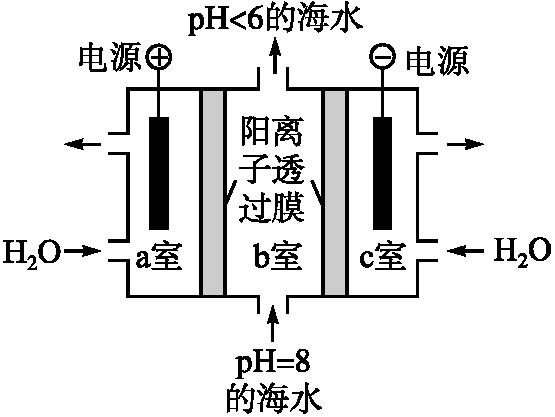 pH<6的海水
电源⊕
⊖电源
阳离
子透
过膜
H₂O
a室
b室
c室
H₂O
pH=8
的海水